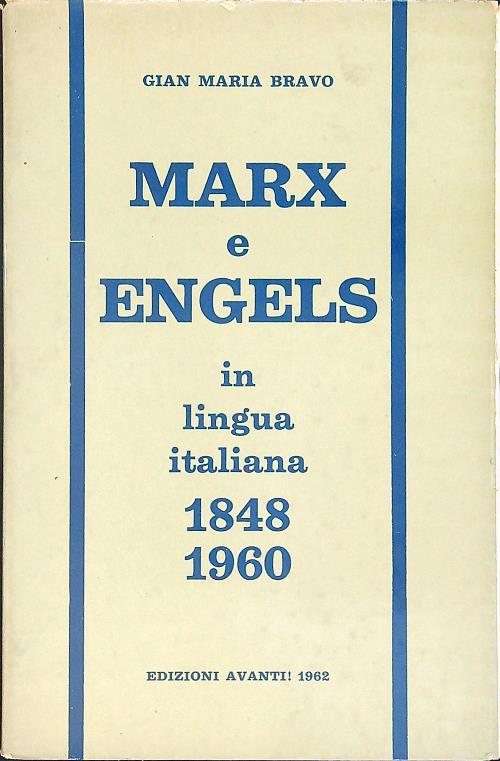 GIAN MARIA BRAVO
MARX
e
ENGELS
in
lingua
italiana
1848
1960
EDIZIONI AVANTI! 1962